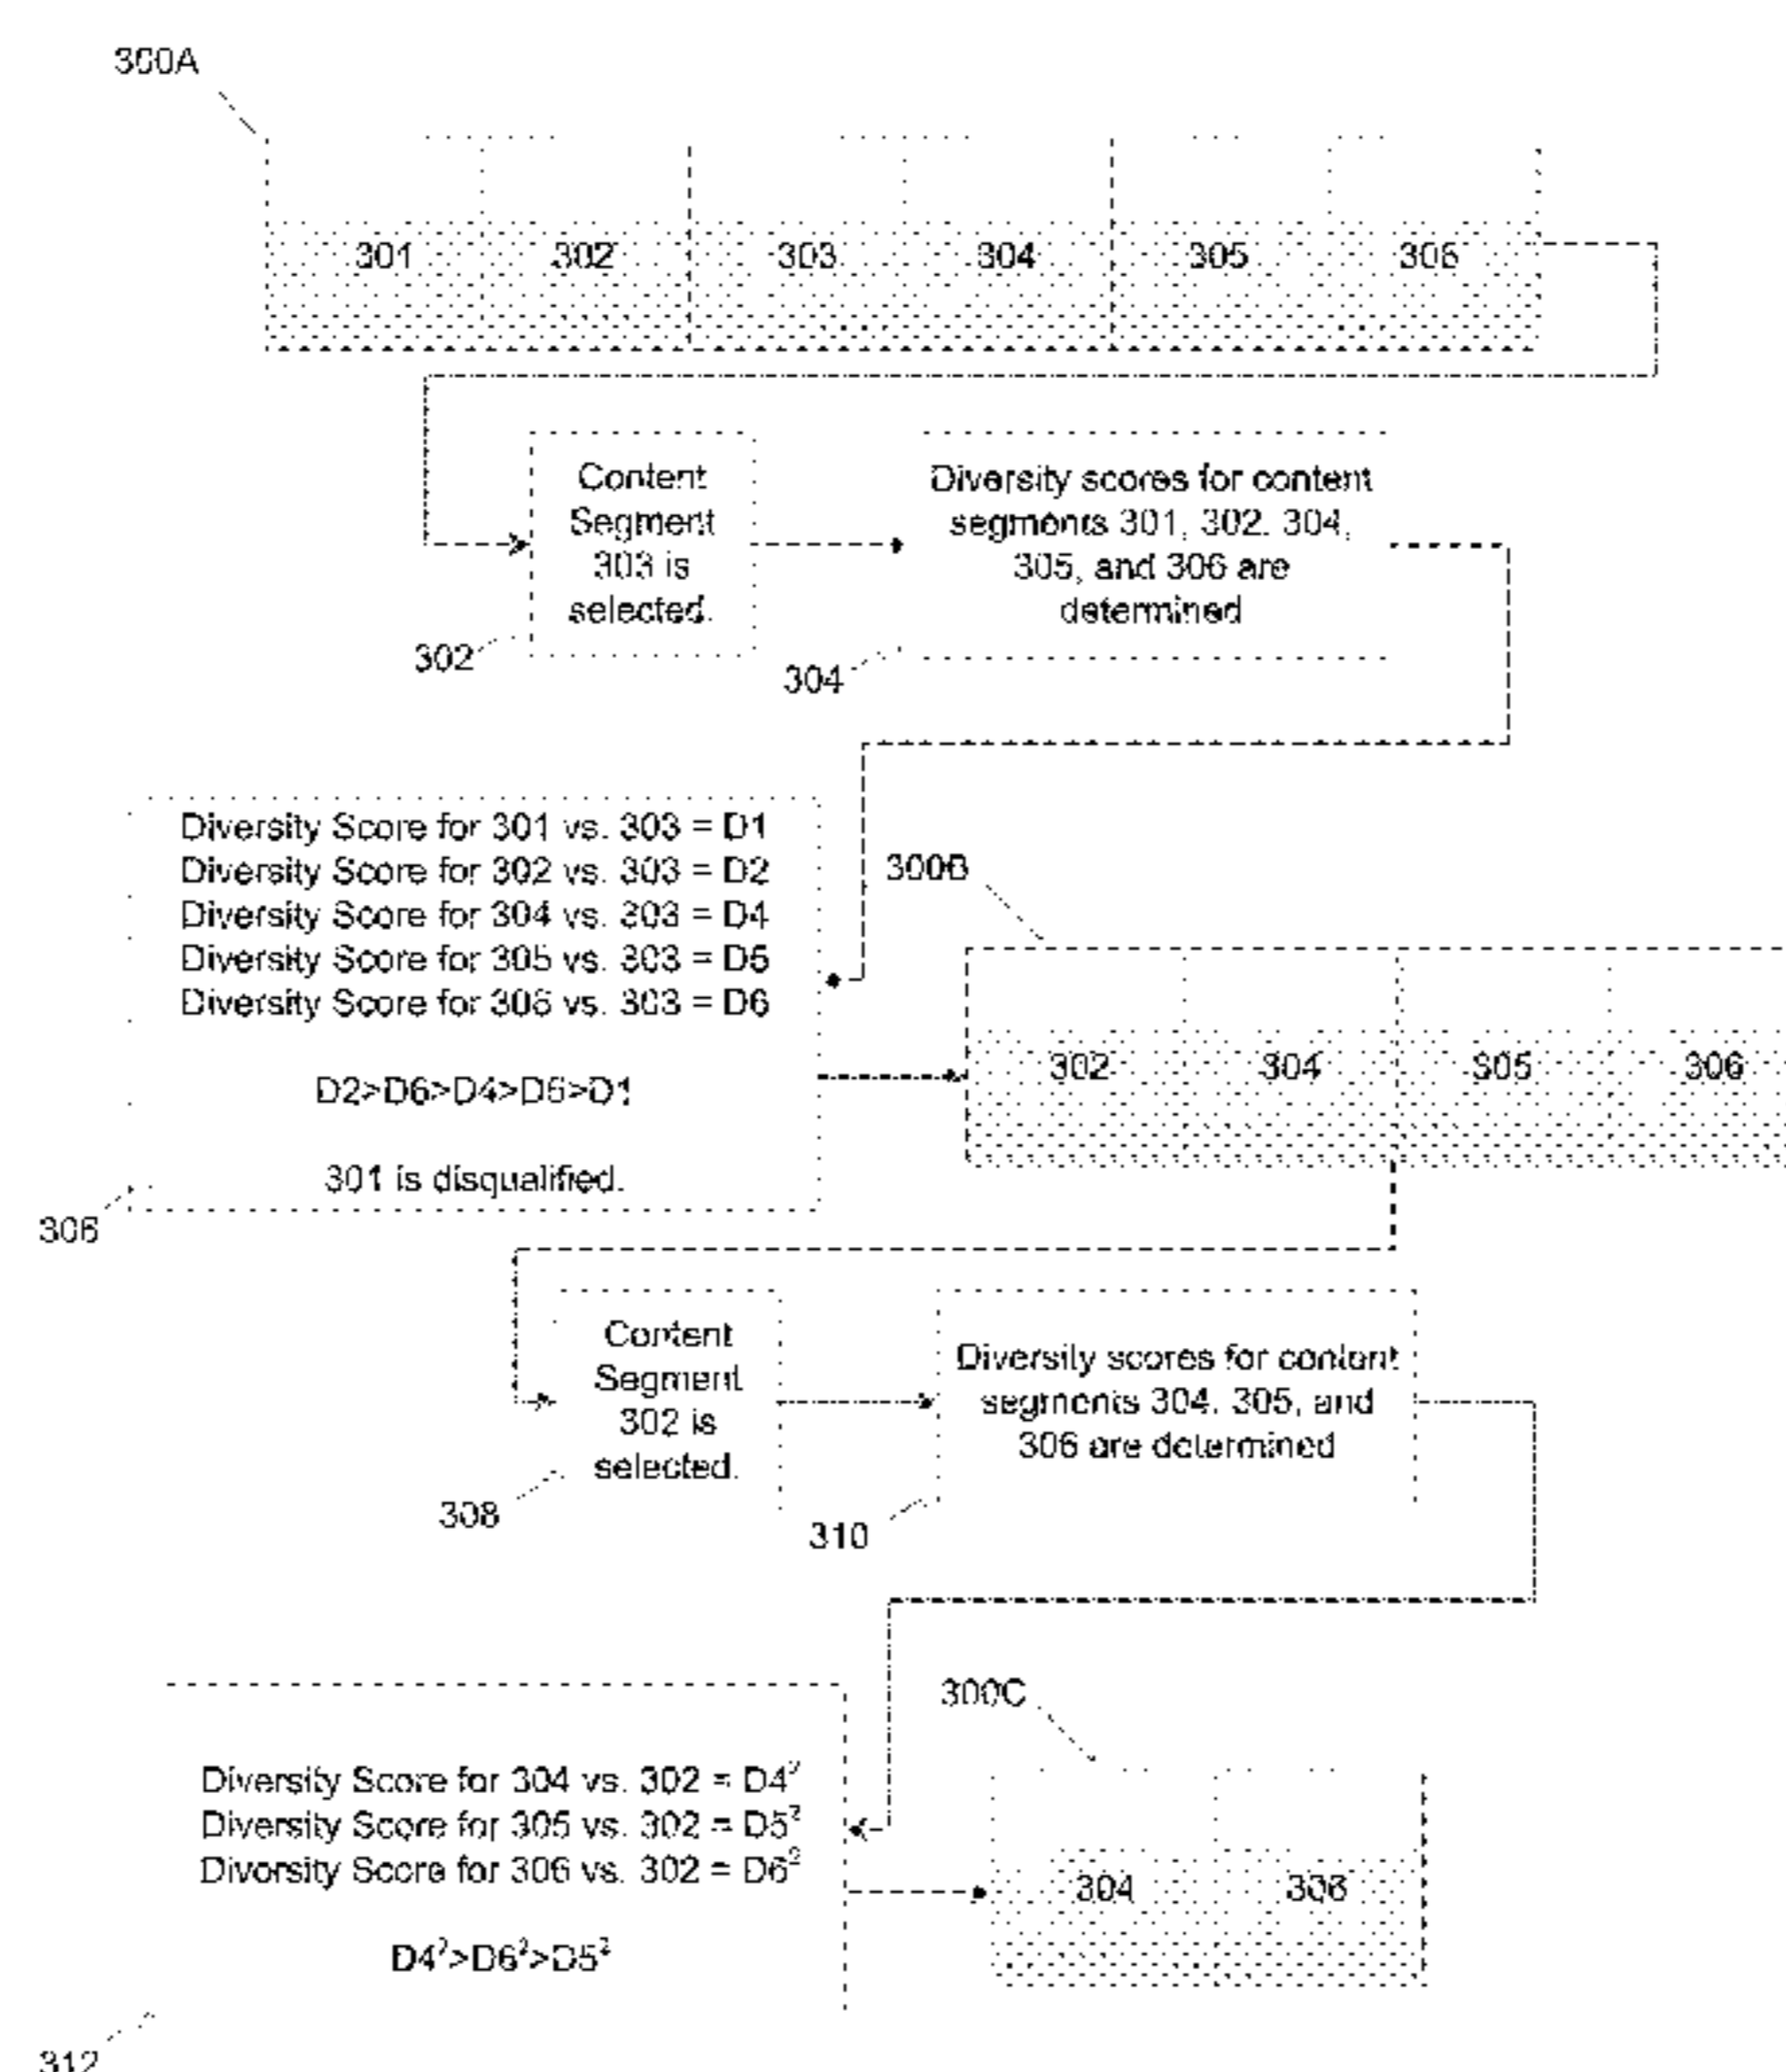 300A
301 302 303 304 305 306
Content
Segment
303 is
selected.
302
Diversity scores for content
segments 301, 302, 304,
305, and 306 are
determined
304
Diversity Score for 301 vs. 303 = D1
Diversity Score for 302 vs. 303 = D2
Diversity Score for 304 vs. 303 = D4
Diversity Score for 305 vs. 303 = D5
Diversity Score for 306 vs. 303 = D6
D2>D6>D4>D5>D1
301 is disqualified.
306
300B
302 304 305 306
Content
Segment
302 is
selected.
308
Diversity scores for content
segments 304, 305, and
306 are determined
310
Diversity Score for 304 vs. 302 = D4²
Diversity Score for 305 vs. 302 = D5²
Diversity Score for 306 vs. 302 = D6²
D4²>D6²>D5²
312
300C
304 306